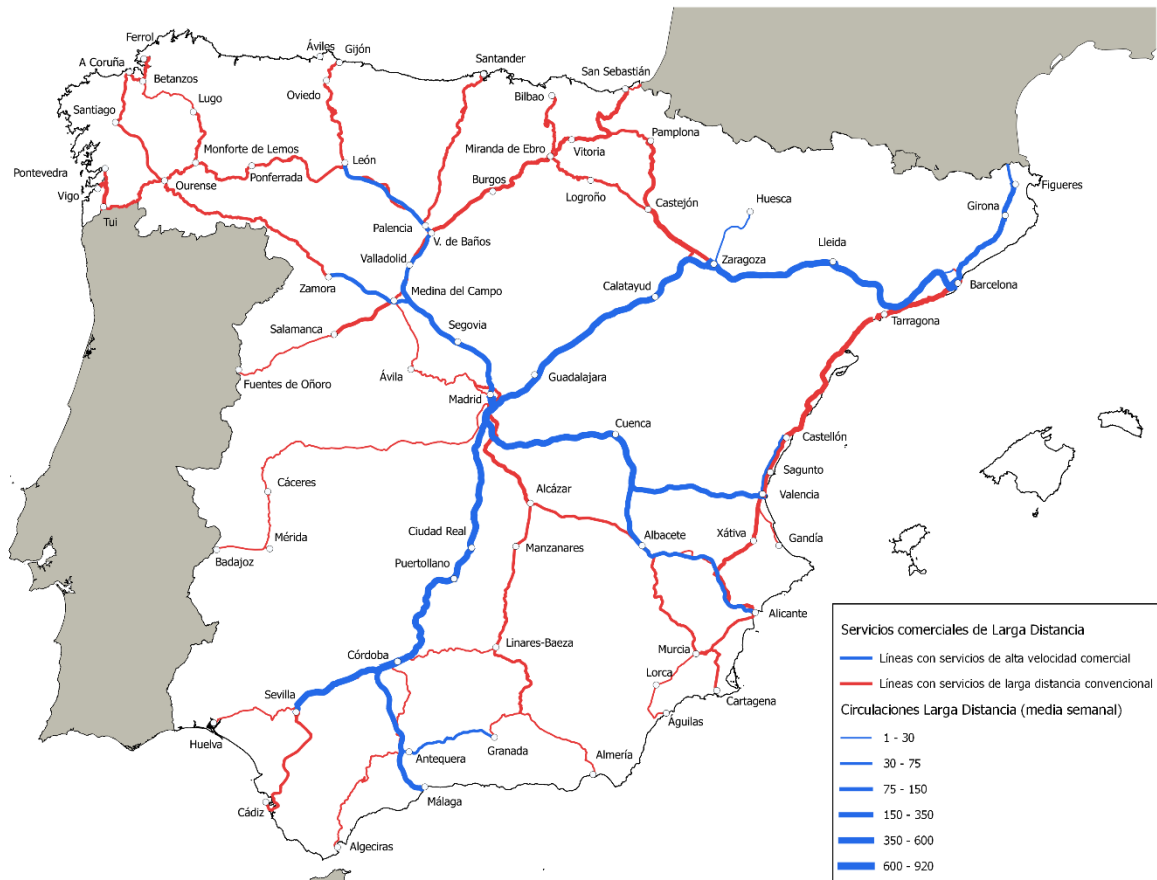 Ferrol
Áviles
Gijón
A Coruña
Betanzos
Santander
San Sebastián
Bilbao
Oviedo
Lugo
Santiago
Pamplona
Vitoria
Miranda de Ebro
Monforte de Lemos
León
Pontevedra
Ponferrada
Burgos
Logroño
Ourense
Vigo
Castejón
Figueres
Huesca
Girona
Tui
Palencia
V. de Baños
Lleida
Valladolid
Zaragoza
Zamora
Calatayud
Barcelona
Medina del Campo
Tarragona
Segovia
Salamanca
Ávila
Guadalajara
Fuentes de Oñoro
Madrid
Cuenca
Castellón
Sagunto
Cáceres
Alcázar
Valencia
Ciudad Real
Albacete
Xátiva
Gandía
Mérida
Manzanares
Badajoz
Puertollano
Alicante
Linares-Baeza
Murcia
Córdoba
Lorca
Sevilla
Cartagena
Águilas
Huelva
Granada
Almería
Antequera
Málaga
Cádiz
Algeciras
Servicios comerciales de Larga Distancia
Líneas con servicios de alta velocidad comercial
Líneas con servicios de larga distancia convencional
Circulaciones Larga Distancia (media semanal)
1 - 30
30 - 75
75 - 150
150 - 350
350 - 600
600 - 920